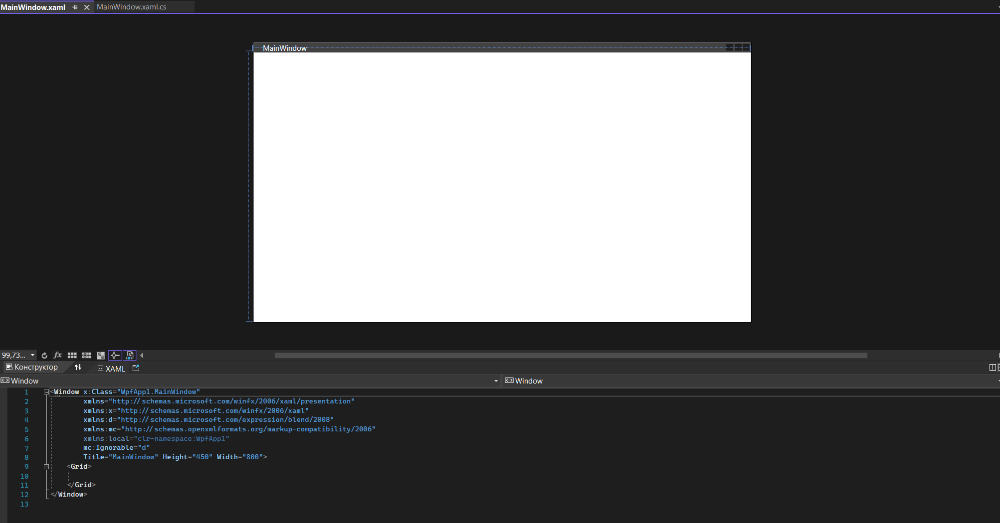 MainWindow.xaml
MainWindow.xaml.cs
MainWindow
99,73...
fx
Конструктор
XAML
Window
Window
1 <Window x:Class="WpfApp1.MainWindow"
2 xmlns="http://schemas.microsoft.com/winfx/2006/xaml/presentation"
3 xmlns:x="http://schemas.microsoft.com/winfx/2006/xaml"
4 xmlns:d="http://schemas.microsoft.com/expression/blend/2008"
5 xmlns:mc="http://schemas.openxmlformats.org/markup-compatibility/2006"
6 xmlns:local="clr-namespace:WpfApp1"
7 mc:Ignorable="d"
8 Title="MainWindow" Height="450" Width="800">
9 <Grid>
10
11 </Grid>
12 </Window>
13